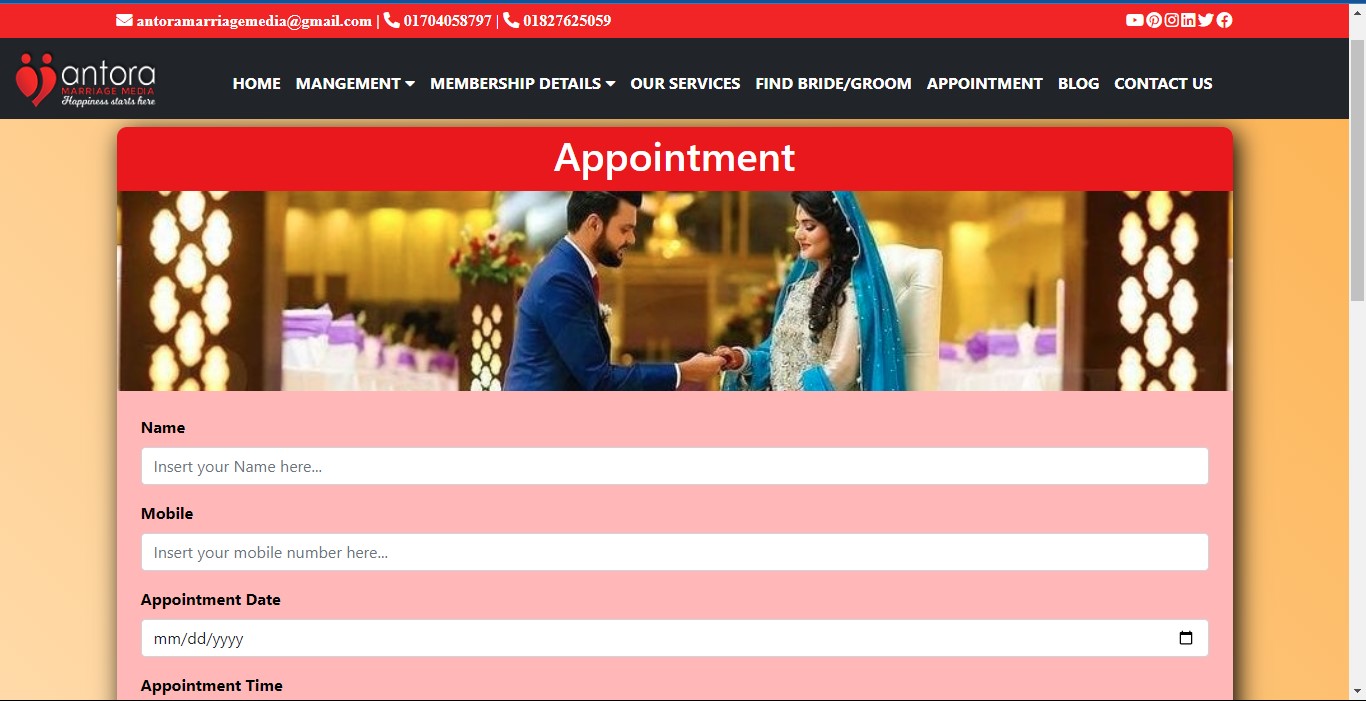 antoramarriagemedia@gmail.com | 01704058797 | 01827625059
antora
MARRIAGE MEDIA
Happiness starts here
HOME MANGEMENT MEMBERSHIP DETAILS OUR SERVICES FIND BRIDE/GROOM APPOINTMENT BLOG CONTACT US
Appointment
Name
Insert your Name here...
Mobile
Insert your mobile number here...
Appointment Date
mm/dd/yyyy
Appointment Time